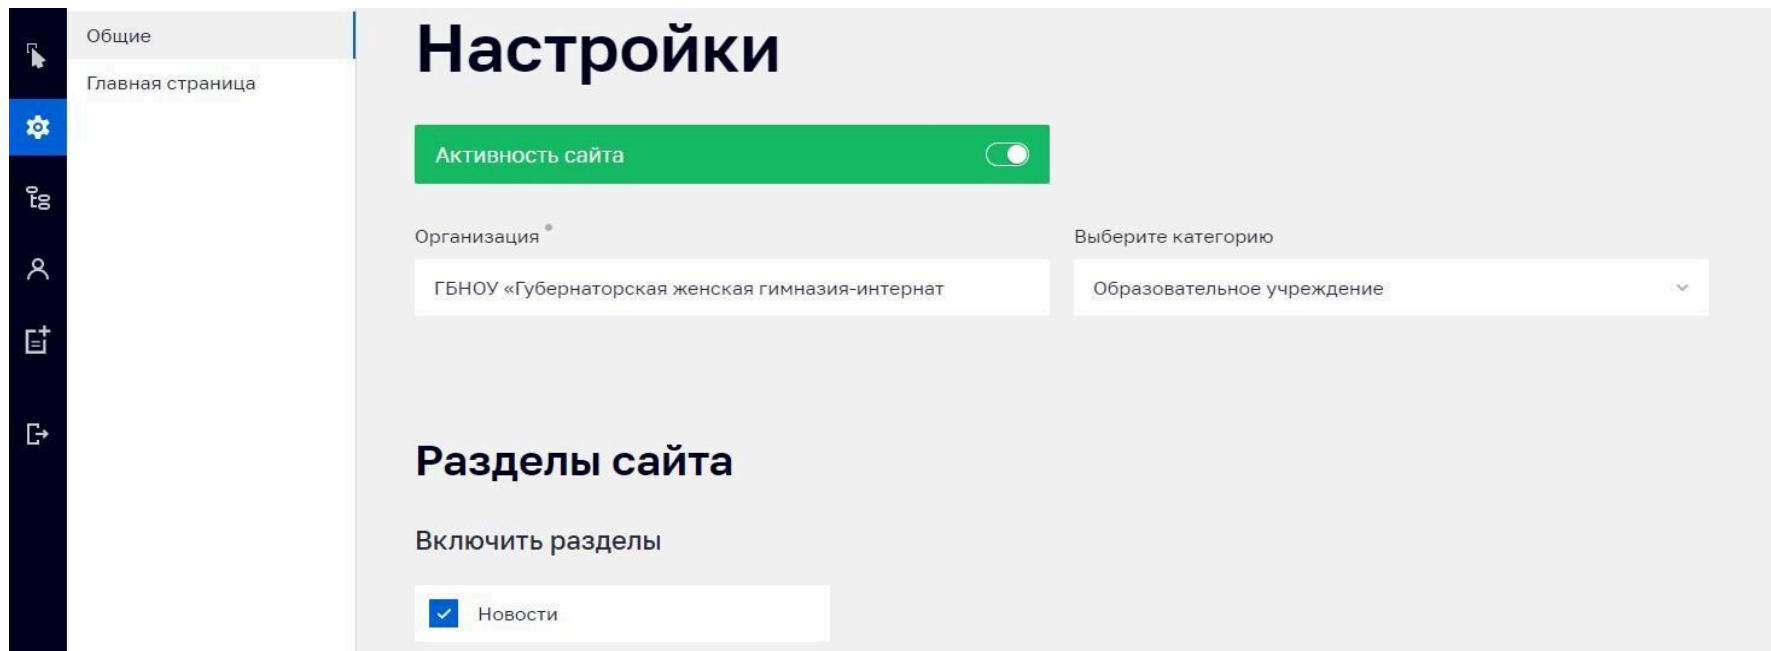 Общие
Главная страница
Настройки
Активность сайта
Организация
Выберите категорию
ГБНОУ «Губернаторская женская гимназия-интернат
Образовательное учреждение
Разделы сайта
Включить разделы
Новости